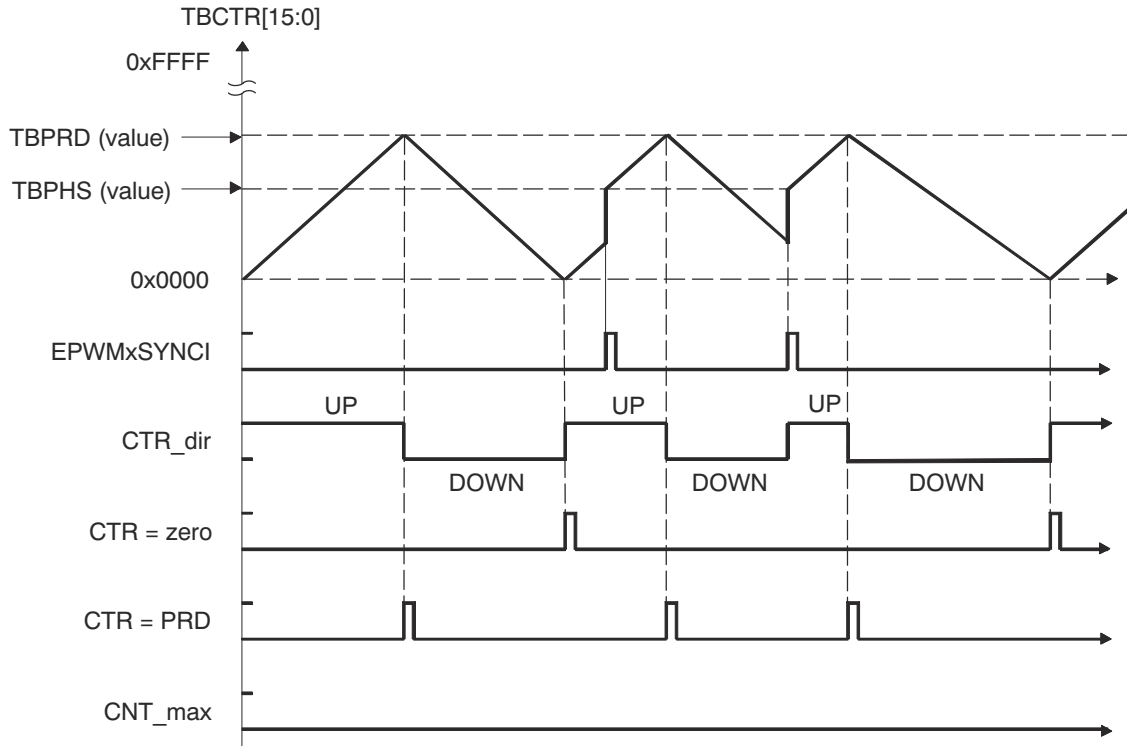 TBCTR[15:0]
0xFFFF
TBPRD (value)
TBPHS (value)
0x0000
EPWMxSYNCI
UP UP UP
CTR_dir
DOWN DOWN DOWN
CTR = zero
CTR = PRD
CNT_max